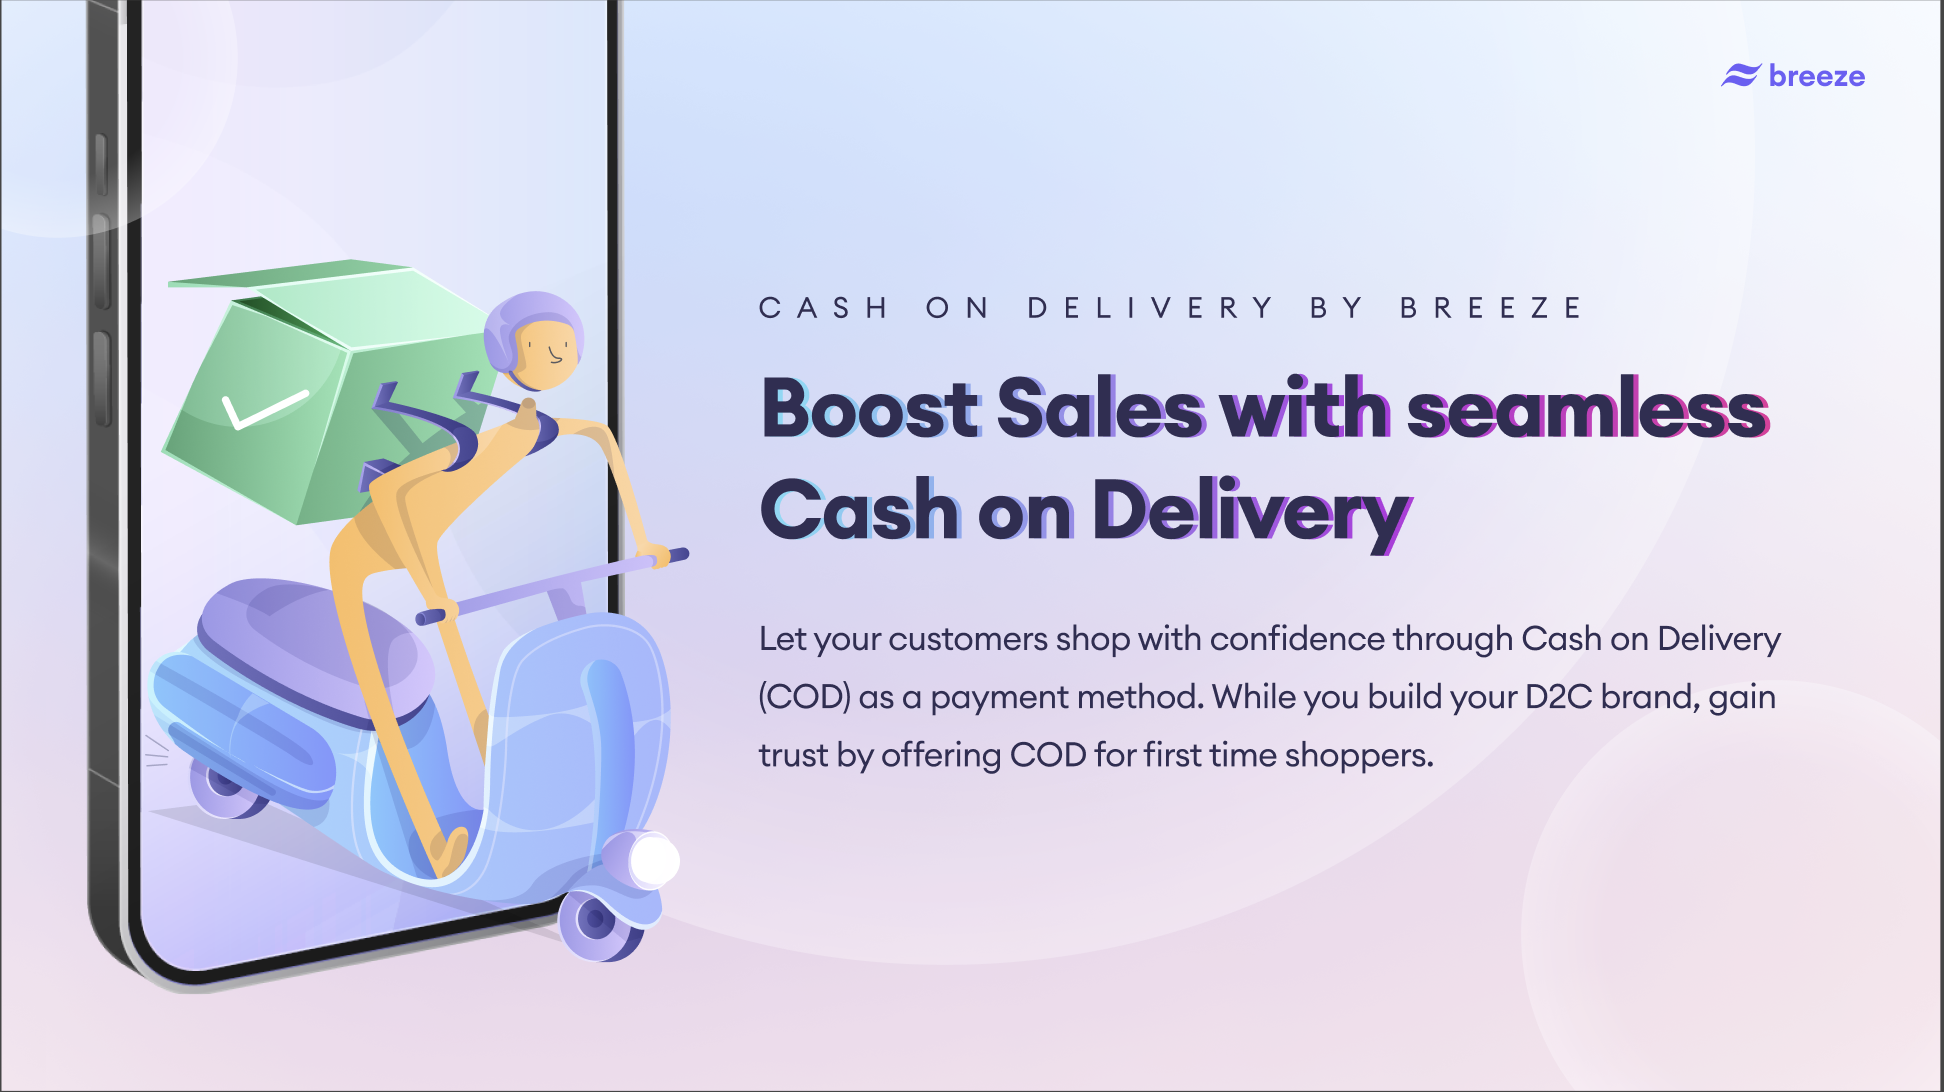 breeze
CASH ON DELIVERY BY BREEZE
Boost Sales with seamless
Cash on Delivery
Let your customers shop with confidence through Cash on Delivery
(COD) as a payment method. While you build your D2C brand, gain
trust by offering COD for first time shoppers.